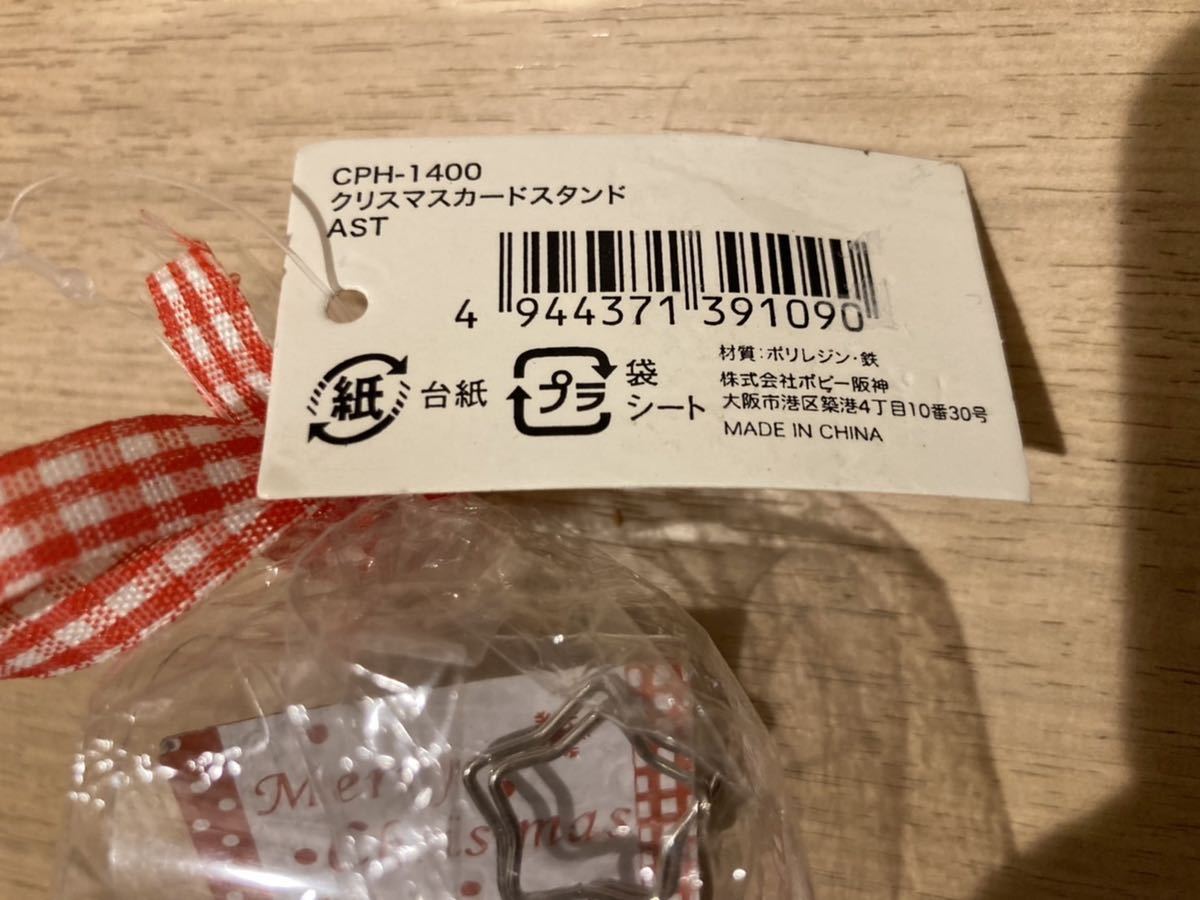 CPH-1400
クリスマスカードスタンド
AST
4 944371 391090
紙 台紙
プラ 袋
シート
材質：ポリレジン・鉄
株式会社ポピー阪神
大阪市港区築港4丁目10番30号
MADE IN CHINA
Merry
Christmas